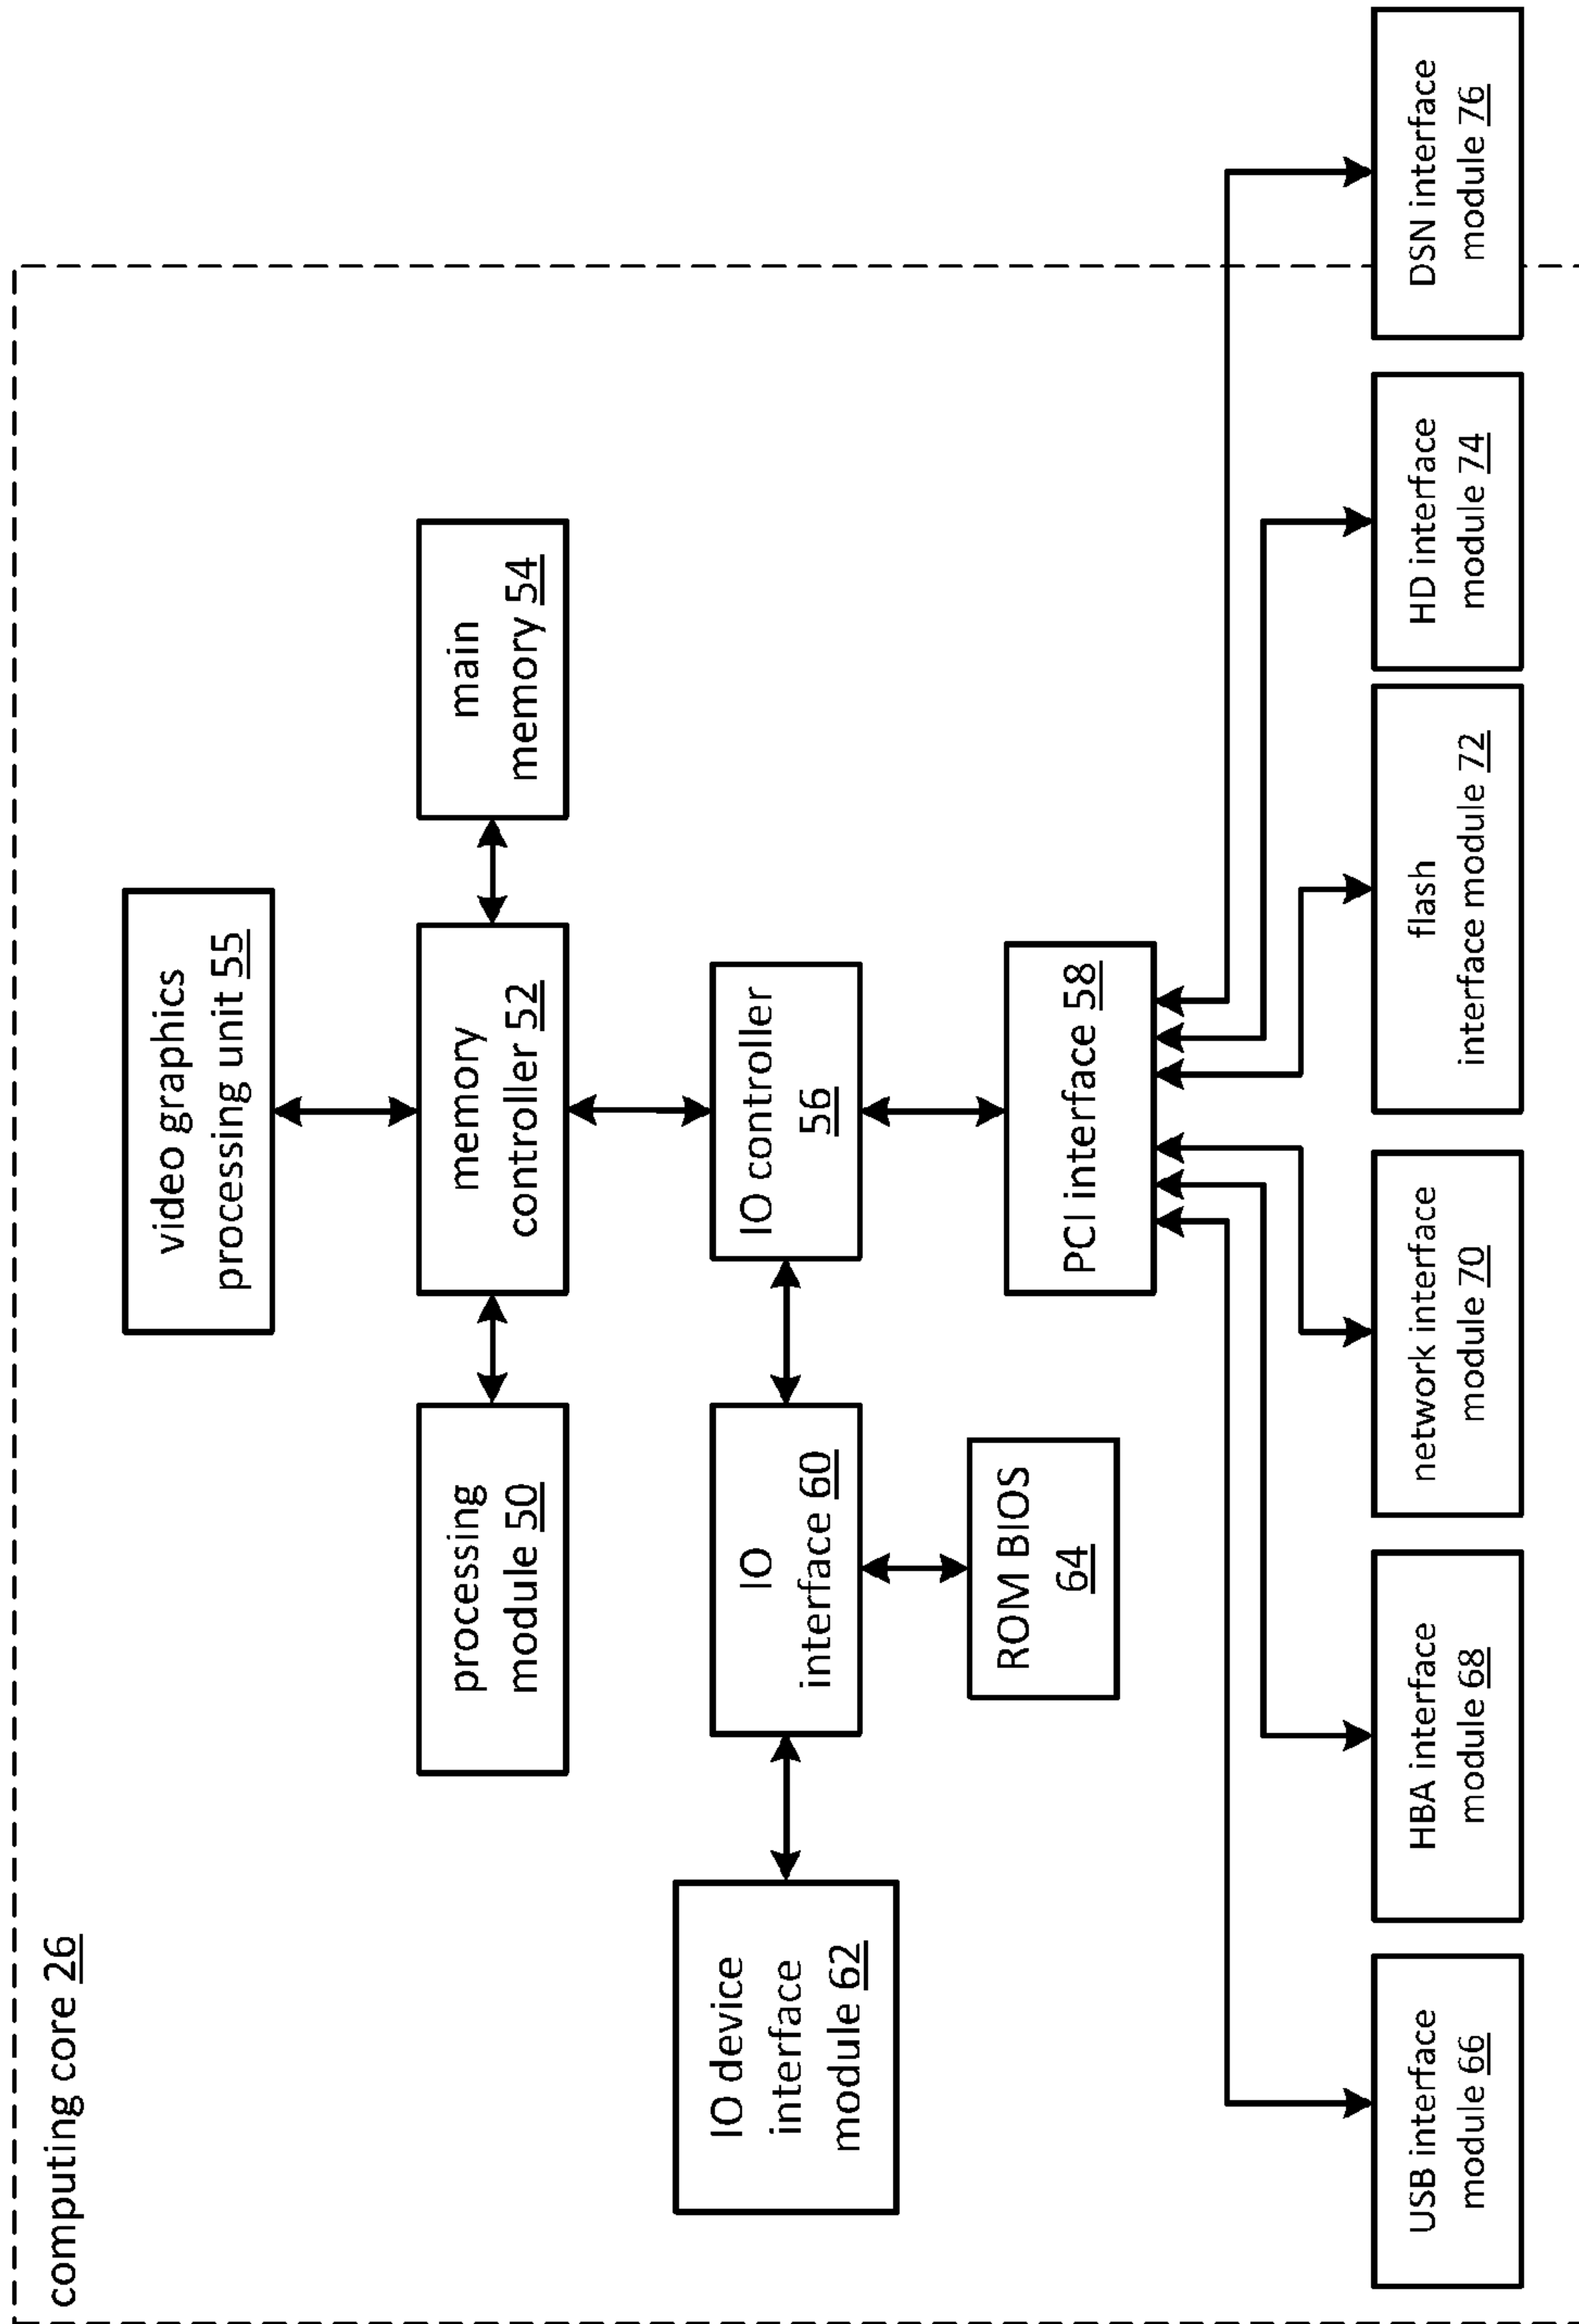 computing core 26
video graphics
processing unit 55
processing
module 50
memory
controller 52
main
memory 54
IO device
interface
module 62
IO
interface 60
IO controller
56
ROM BIOS
64
PCI interface 58
USB interface
module 66
HBA interface
module 68
network interface
module 70
flash
interface module 72
HD interface
module 74
DSN interface
module 76